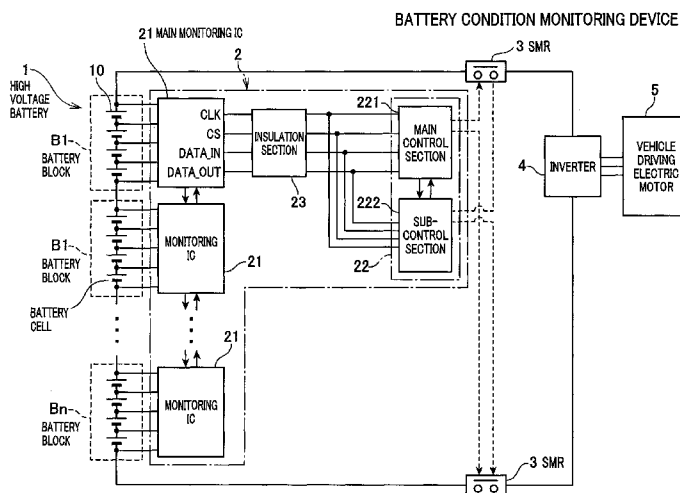 BATTERY CONDITION MONITORING DEVICE
21 MAIN MONITORING IC
3 SMR
1
HIGH
VOLTAGE
BATTERY
10
2
CLK
CS
DATA_IN
DATA_OUT
INSULATION
SECTION
23
221
MAIN
CONTROL
SECTION
222
SUB-
CONTROL
SECTION
22
4
INVERTER
5
VEHICLE
DRIVING
ELECTRIC
MOTOR
B1
BATTERY
BLOCK
B1
BATTERY
BLOCK
MONITORING
IC
21
BATTERY
CELL
21
Bn
BATTERY
BLOCK
MONITORING
IC
3 SMR